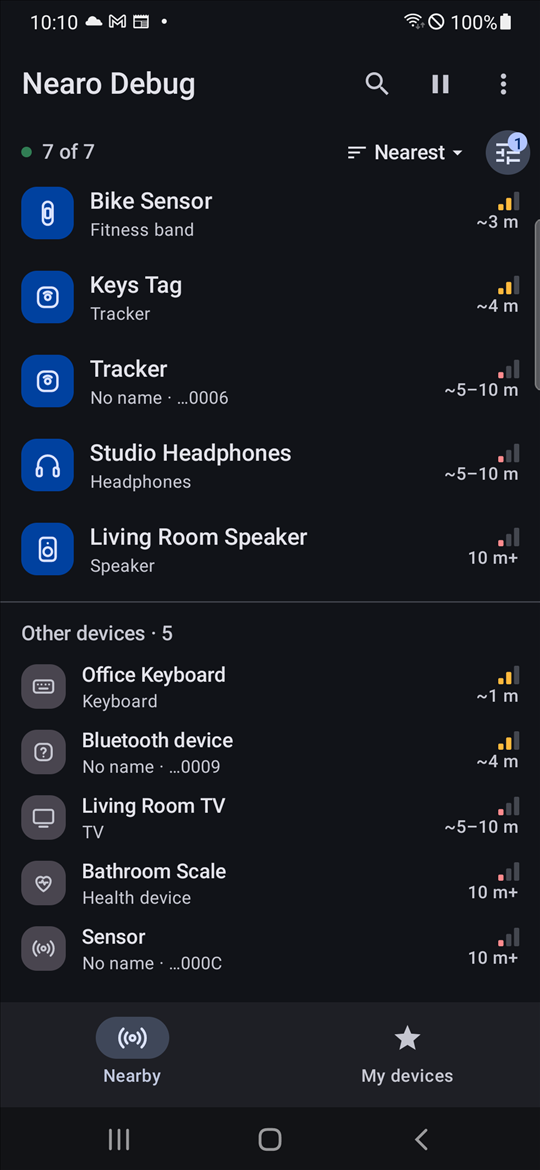 10:10
100%
Nearo Debug
7 of 7
Nearest
1
Bike Sensor
Fitness band
~3 m
Keys Tag
Tracker
~4 m
Tracker
No name · …0006
~5–10 m
Studio Headphones
Headphones
~5–10 m
Living Room Speaker
Speaker
10 m+
Other devices · 5
Office Keyboard
Keyboard
~1 m
Bluetooth device
No name · …0009
~4 m
Living Room TV
TV
~5–10 m
Bathroom Scale
Health device
10 m+
Sensor
No name · …000C
10 m+
Nearby
My devices